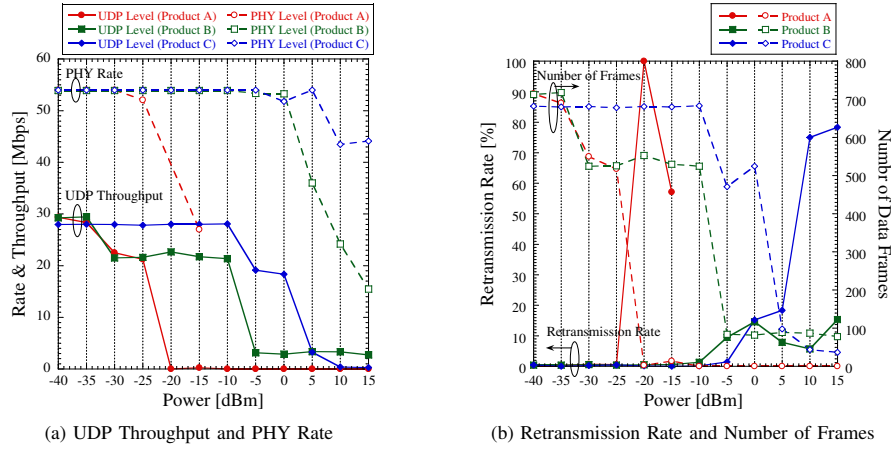 UDP Level (Product A) PHY Rate (Product A)
UDP Level (Product B) PHY Level (Product B)
UDP Level (Product C) PHY Level (Product C)
60
50
40
30
20
10
0
Rate & Throughput [Mbps]
PHY Rate
UDP Throughput
-40 -35 -30 -25 -20 -15 -10 -5 0 5 10 15
Power [dBm]
(a) UDP Throughput and PHY Rate
Product A
Product B
Product C
100
90
80
70
60
50
40
30
20
10
0
Retransmission Rate [%]
Number of Frames
Retransmission Rate
800
700
600
500
400
300
200
100
0
Numbr of Data Frames
-40 -35 -30 -25 -20 -15 -10 -5 0 5 10 15
Power [dBm]
(b) Retransmission Rate and Number of Frames